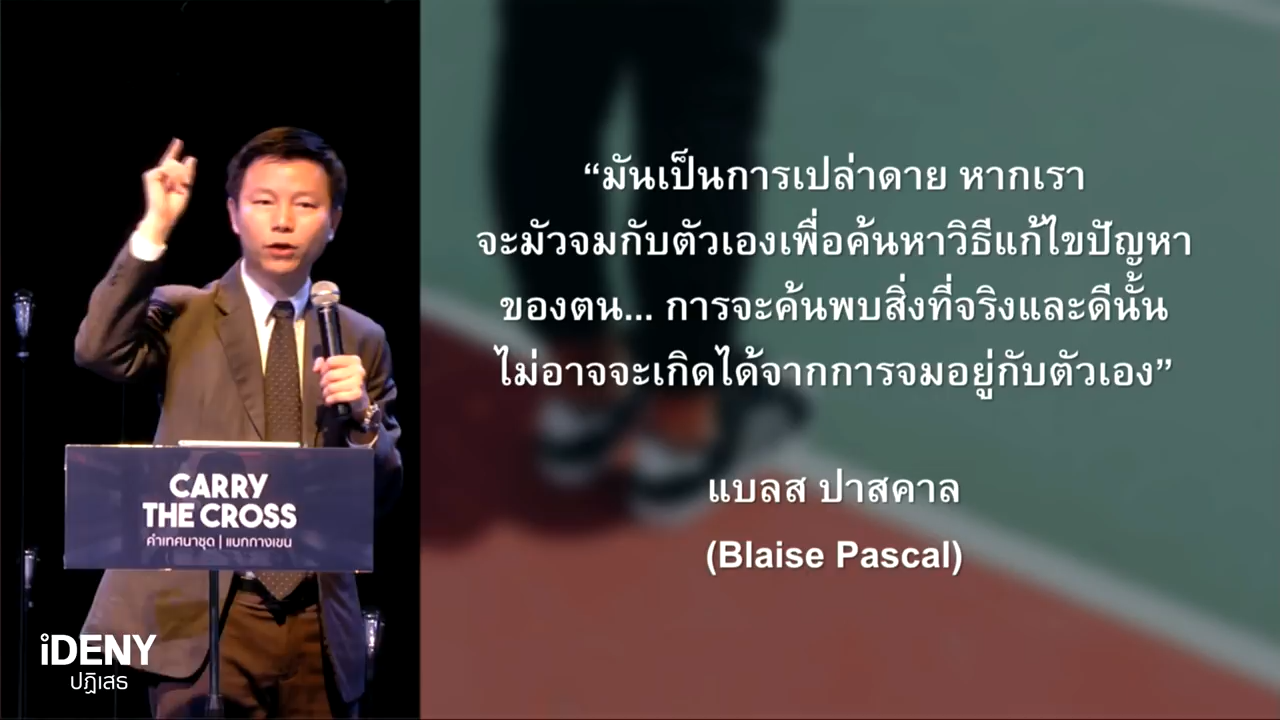 “มันเป็นการเปล่าดาย หากเรา
จะมัวจมกับตัวเองเพื่อค้นหาวิธีแก้ไขปัญหา
ของตน... การจะค้นพบสิ่งที่จริงและดีนั้น
ไม่อาจจะเกิดได้จากการจมอยู่กับตัวเอง”
แบลส ปาสคาล
(Blaise Pascal)
CARRY
THE CROSS
คำเทศนาชุด | แบกกางเขน
iDENY
ปฏิเสธ